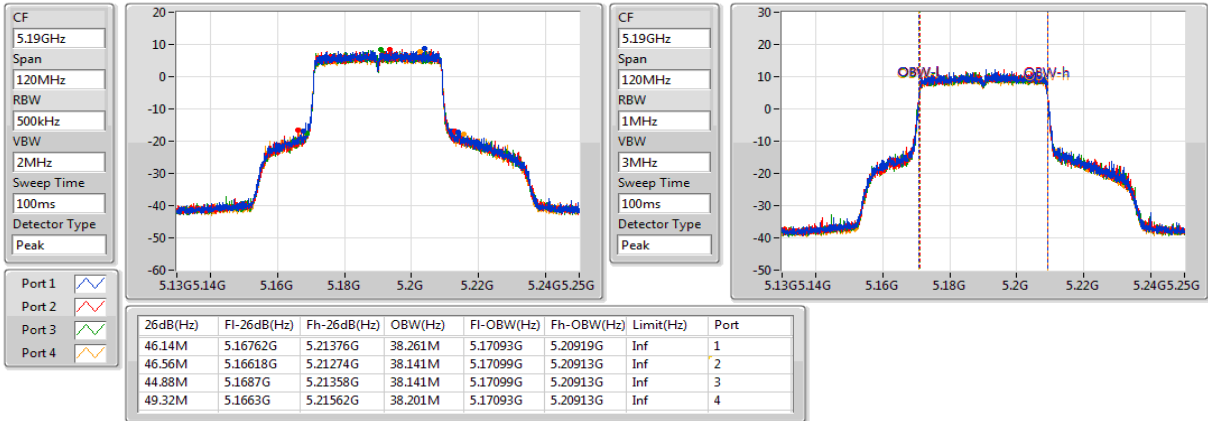 CF
5.19GHz
Span
120MHz
RBW
500kHz
VBW
2MHz
Sweep Time
100ms
Detector Type
Peak
20
10
0
-10
-20
-30
-40
-50
-60
5.13G 5.14G 5.16G 5.18G 5.2G 5.22G 5.24G 5.25G
CF
5.19GHz
Span
120MHz
RBW
1MHz
VBW
3MHz
Sweep Time
100ms
Detector Type
Peak
30
20
10
0
-10
-20
-30
-40
-50
OBW-l OBW-h
5.13G 5.14G 5.16G 5.18G 5.2G 5.22G 5.24G 5.25G
Port 1
Port 2
Port 3
Port 4
26dB(Hz) Fl-26dB(Hz) Fh-26dB(Hz) OBW(Hz) Fl-OBW(Hz) Fh-OBW(Hz) Limit(Hz) Port
46.14M 5.16762G 5.21376G 38.261M 5.17093G 5.20919G Inf 1
46.56M 5.16618G 5.21274G 38.141M 5.17099G 5.20913G Inf 2
44.88M 5.1687G 5.21358G 38.141M 5.17099G 5.20913G Inf 3
49.32M 5.1663G 5.21562G 38.201M 5.17093G 5.20913G Inf 4